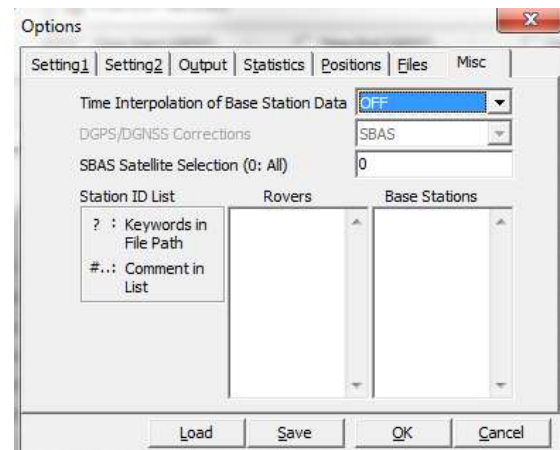 Options
Setting1 Setting2 Output Statistics Positions Files Misc
Time Interpolation of Base Station Data OFF
DGPS/DGNSS Corrections SBAS
SBAS Satellite Selection (0: All) 0
Station ID List Rovers Base Stations
? : Keywords in
File Path
#..: Comment in
List
Load Save OK Cancel